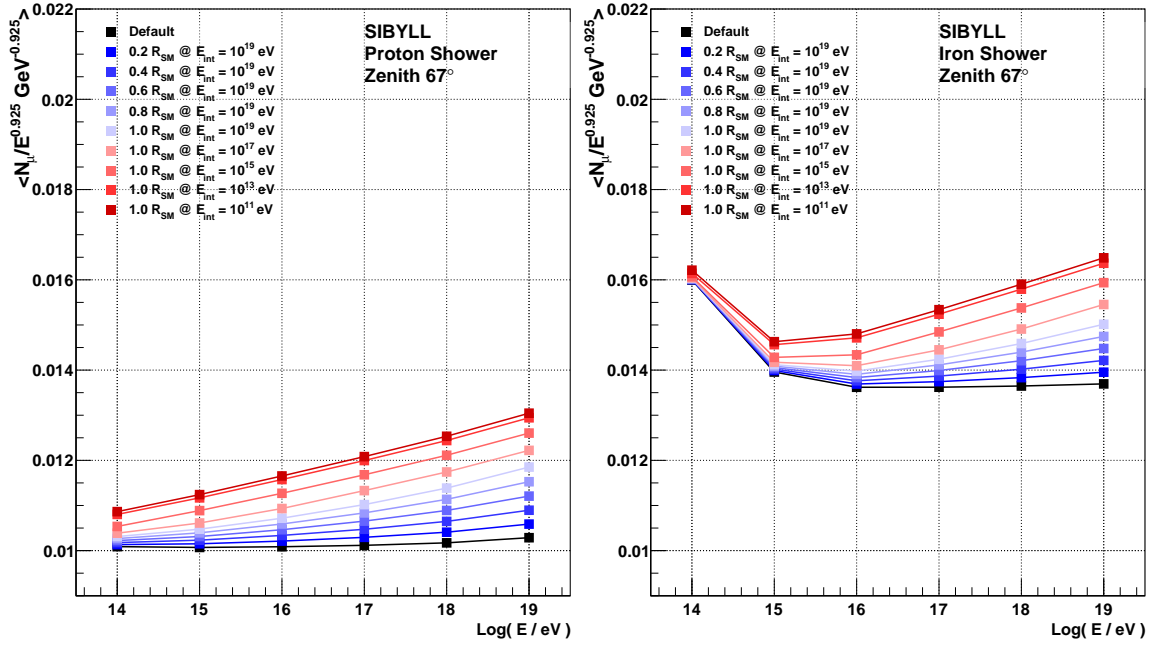 <N_μ/E^0.925 GeV^-0.925>
0.022
0.02
0.018
0.016
0.014
0.012
0.01
Default
0.2 R_SM @ E_int = 10^19 eV
0.4 R_SM @ E_int = 10^19 eV
0.6 R_SM @ E_int = 10^19 eV
0.8 R_SM @ E_int = 10^19 eV
1.0 R_SM @ E_int = 10^19 eV
1.0 R_SM @ E_int = 10^17 eV
1.0 R_SM @ E_int = 10^15 eV
1.0 R_SM @ E_int = 10^13 eV
1.0 R_SM @ E_int = 10^11 eV
SIBYLL
Proton Shower
Zenith 67°
14 15 16 17 18 19
Log( E / eV )
<N_μ/E^0.925 GeV^-0.925>
0.022
0.02
0.018
0.016
0.014
0.012
0.01
Default
0.2 R_SM @ E_int = 10^19 eV
0.4 R_SM @ E_int = 10^19 eV
0.6 R_SM @ E_int = 10^19 eV
0.8 R_SM @ E_int = 10^19 eV
1.0 R_SM @ E_int = 10^19 eV
1.0 R_SM @ E_int = 10^17 eV
1.0 R_SM @ E_int = 10^15 eV
1.0 R_SM @ E_int = 10^13 eV
1.0 R_SM @ E_int = 10^11 eV
SIBYLL
Iron Shower
Zenith 67°
14 15 16 17 18 19
Log( E / eV )